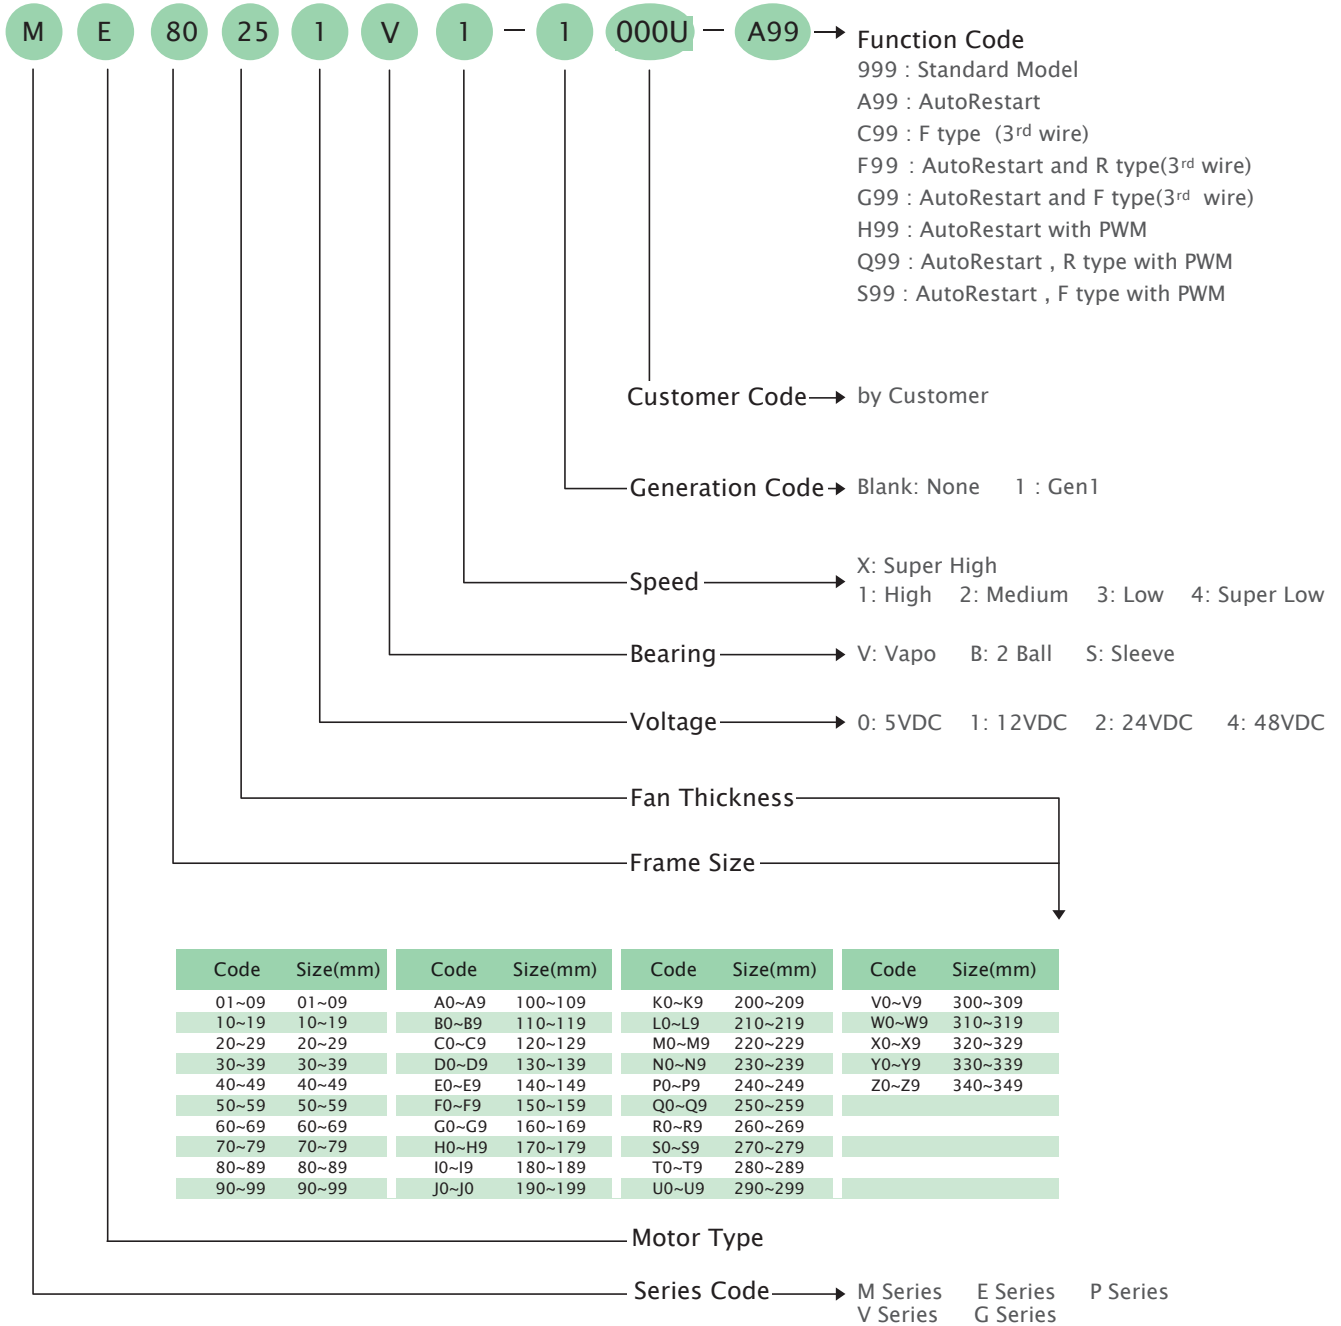 M E 80 25 1 V 1 – 1 000U – A99
Function Code
999 : Standard Model
A99 : AutoRestart
C99 : F type (3rd wire)
F99 : AutoRestart and R type(3rd wire)
G99 : AutoRestart and F type(3rd wire)
H99 : AutoRestart with PWM
Q99 : AutoRestart , R type with PWM
S99 : AutoRestart , F type with PWM
Customer Code by Customer
Generation Code Blank: None 1 : Gen1
Speed
X: Super High
1: High 2: Medium 3: Low 4: Super Low
Bearing V: Vapo B: 2 Ball S: Sleeve
Voltage 0: 5VDC 1: 12VDC 2: 24VDC 4: 48VDC
Fan Thickness
Frame Size
Code Size(mm) Code Size(mm) Code Size(mm) Code Size(mm)
01~09 01~09 A0~A9 100~109 K0~K9 200~209 V0~V9 300~309
10~19 10~19 B0~B9 110~119 L0~L9 210~219 W0~W9 310~319
20~29 20~29 C0~C9 120~129 M0~M9 220~229 X0~X9 320~329
30~39 30~39 D0~D9 130~139 N0~N9 230~239 Y0~Y9 330~339
40~49 40~49 E0~E9 140~149 P0~P9 240~249 Z0~Z9 340~349
50~59 50~59 F0~F9 150~159 Q0~Q9 250~259
60~69 60~69 G0~G9 160~169 R0~R9 260~269
70~79 70~79 H0~H9 170~179 S0~S9 270~279
80~89 80~89 I0~I9 180~189 T0~T9 280~289
90~99 90~99 J0~J0 190~199 U0~U9 290~299
Motor Type
Series Code M Series E Series P Series
V Series G Series